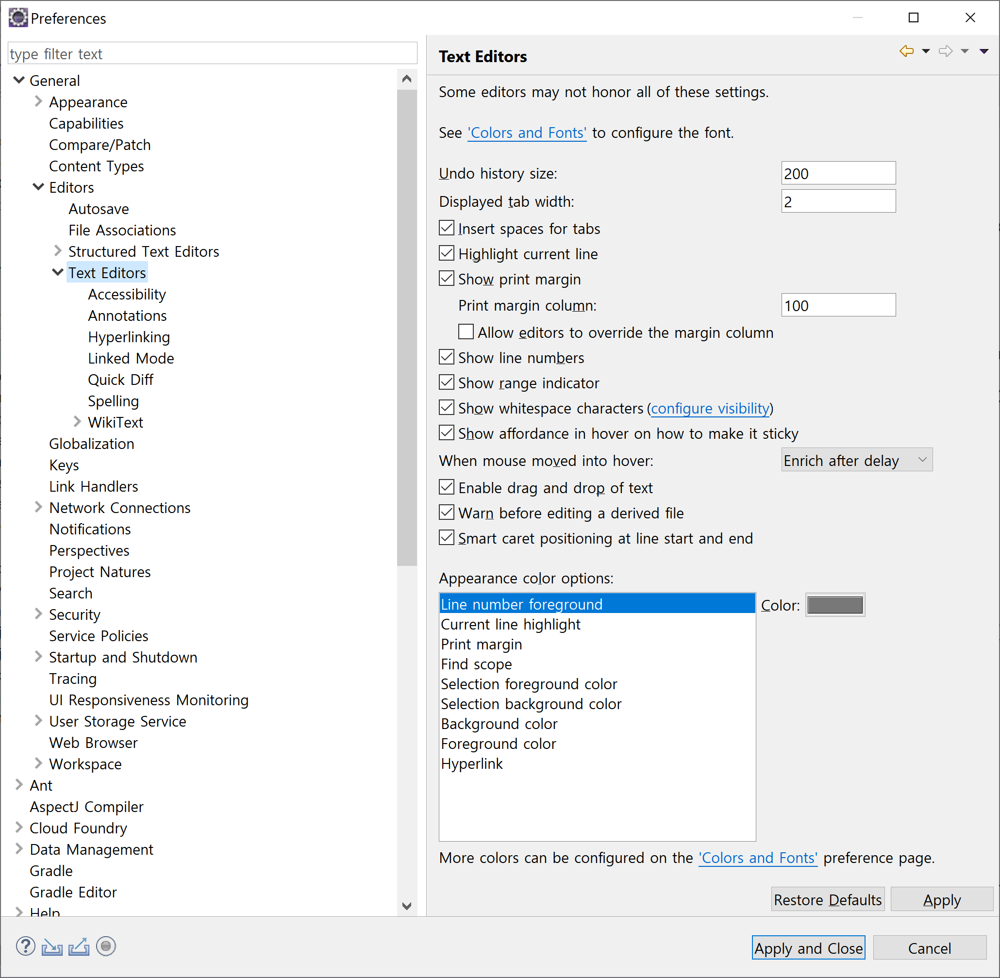 Preferences
type filter text
General
Appearance
Capabilities
Compare/Patch
Content Types
Editors
Autosave
File Associations
Structured Text Editors
Text Editors
Accessibility
Annotations
Hyperlinking
Linked Mode
Quick Diff
Spelling
WikiText
Globalization
Keys
Link Handlers
Network Connections
Notifications
Perspectives
Project Natures
Search
Security
Service Policies
Startup and Shutdown
Tracing
UI Responsiveness Monitoring
User Storage Service
Web Browser
Workspace
Ant
AspectJ Compiler
Cloud Foundry
Data Management
Gradle
Gradle Editor
Help
Text Editors
Some editors may not honor all of these settings.
See 'Colors and Fonts' to configure the font.
Undo history size: 200
Displayed tab width: 2
Insert spaces for tabs
Highlight current line
Show print margin
Print margin column: 100
Allow editors to override the margin column
Show line numbers
Show range indicator
Show whitespace characters (configure visibility)
Show affordance in hover on how to make it sticky
When mouse moved into hover: Enrich after delay
Enable drag and drop of text
Warn before editing a derived file
Smart caret positioning at line start and end
Appearance color options:
Line number foreground
Color:
Current line highlight
Print margin
Find scope
Selection foreground color
Selection background color
Background color
Foreground color
Hyperlink
More colors can be configured on the 'Colors and Fonts' preference page.
Restore Defaults Apply
Apply and Close Cancel